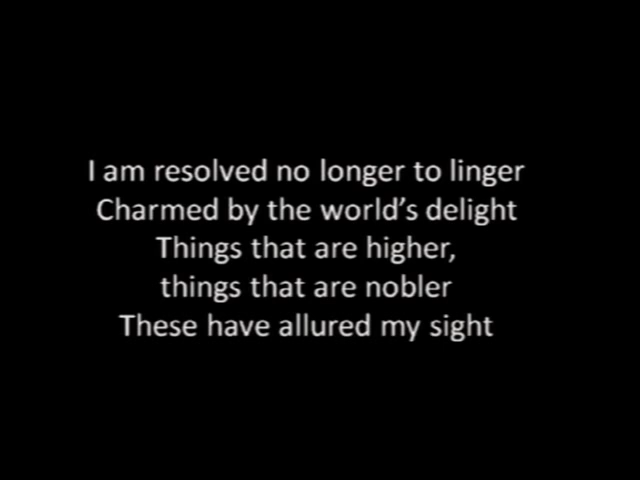 I am resolved no longer to linger
Charmed by the world’s delight
Things that are higher,
things that are nobler
These have allured my sight